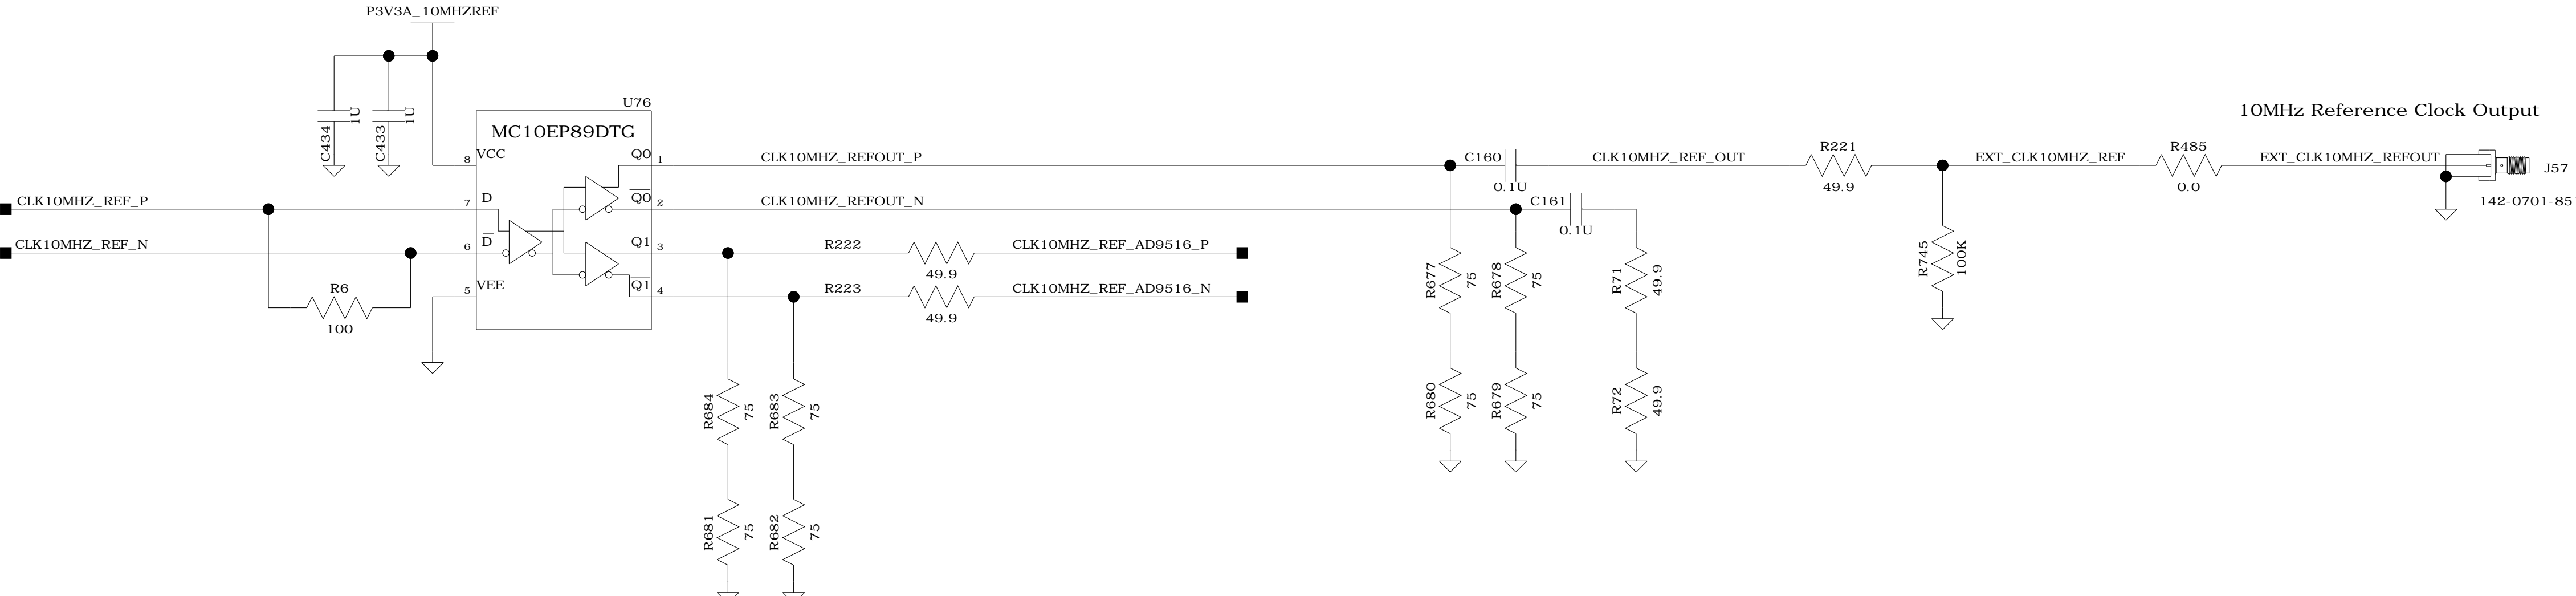 P3V3A_10MHZREF
C434
1U
C433
1U
U76
MC10EP89DTG
8
VCC
Q0
1
CLK10MHZ_REFOUT_P
C160
0.1U
CLK10MHZ_REF_OUT
R221
49.9
EXT_CLK10MHZ_REF
R485
0.0
EXT_CLK10MHZ_REFOUT
10MHz Reference Clock Output
J57
142-0701-85
CLK10MHZ_REF_P
7
D
Q0
2
CLK10MHZ_REFOUT_N
C161
0.1U
CLK10MHZ_REF_N
6
D
Q1
3
R222
49.9
CLK10MHZ_REF_AD9516_P
R6
100
5
VEE
Q1
4
R223
49.9
CLK10MHZ_REF_AD9516_N
R677
75
R678
75
R71
49.9
R745
100K
R684
75
R683
75
R680
75
R679
75
R72
49.9
R681
75
R682
75